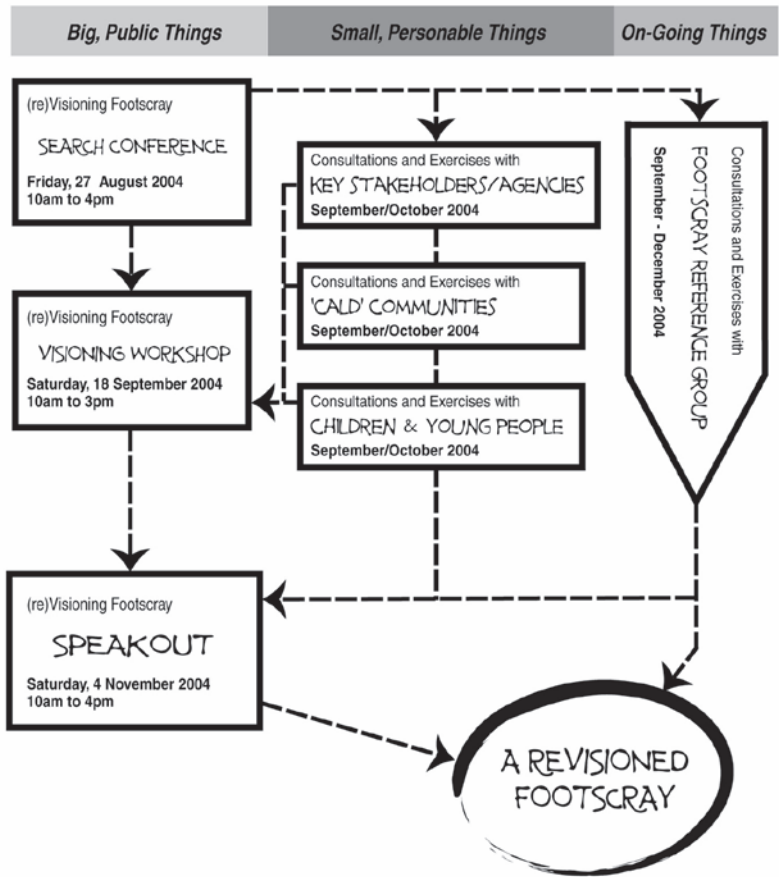 Big, Public Things
Small, Personable Things
On-Going Things
(re)Visioning Footscray
SEARCH CONFERENCE
Friday, 27 August 2004
10am to 4pm
Consultations and Exercises with
KEY STAKEHOLDERS/AGENCIES
September/October 2004
Consultations and Exercises with
FOOTSCRAY REFERENCE GROUP
September - December 2004
(re)Visioning Footscray
VISIONING WORKSHOP
Saturday, 18 September 2004
10am to 3pm
Consultations and Exercises with
'CALD' COMMUNITIES
September/October 2004
Consultations and Exercises with
CHILDREN & YOUNG PEOPLE
September/October 2004
(re)Visioning Footscray
SPEAKOUT
Saturday, 4 November 2004
10am to 4pm
A REVISIONED
FOOTSCRAY